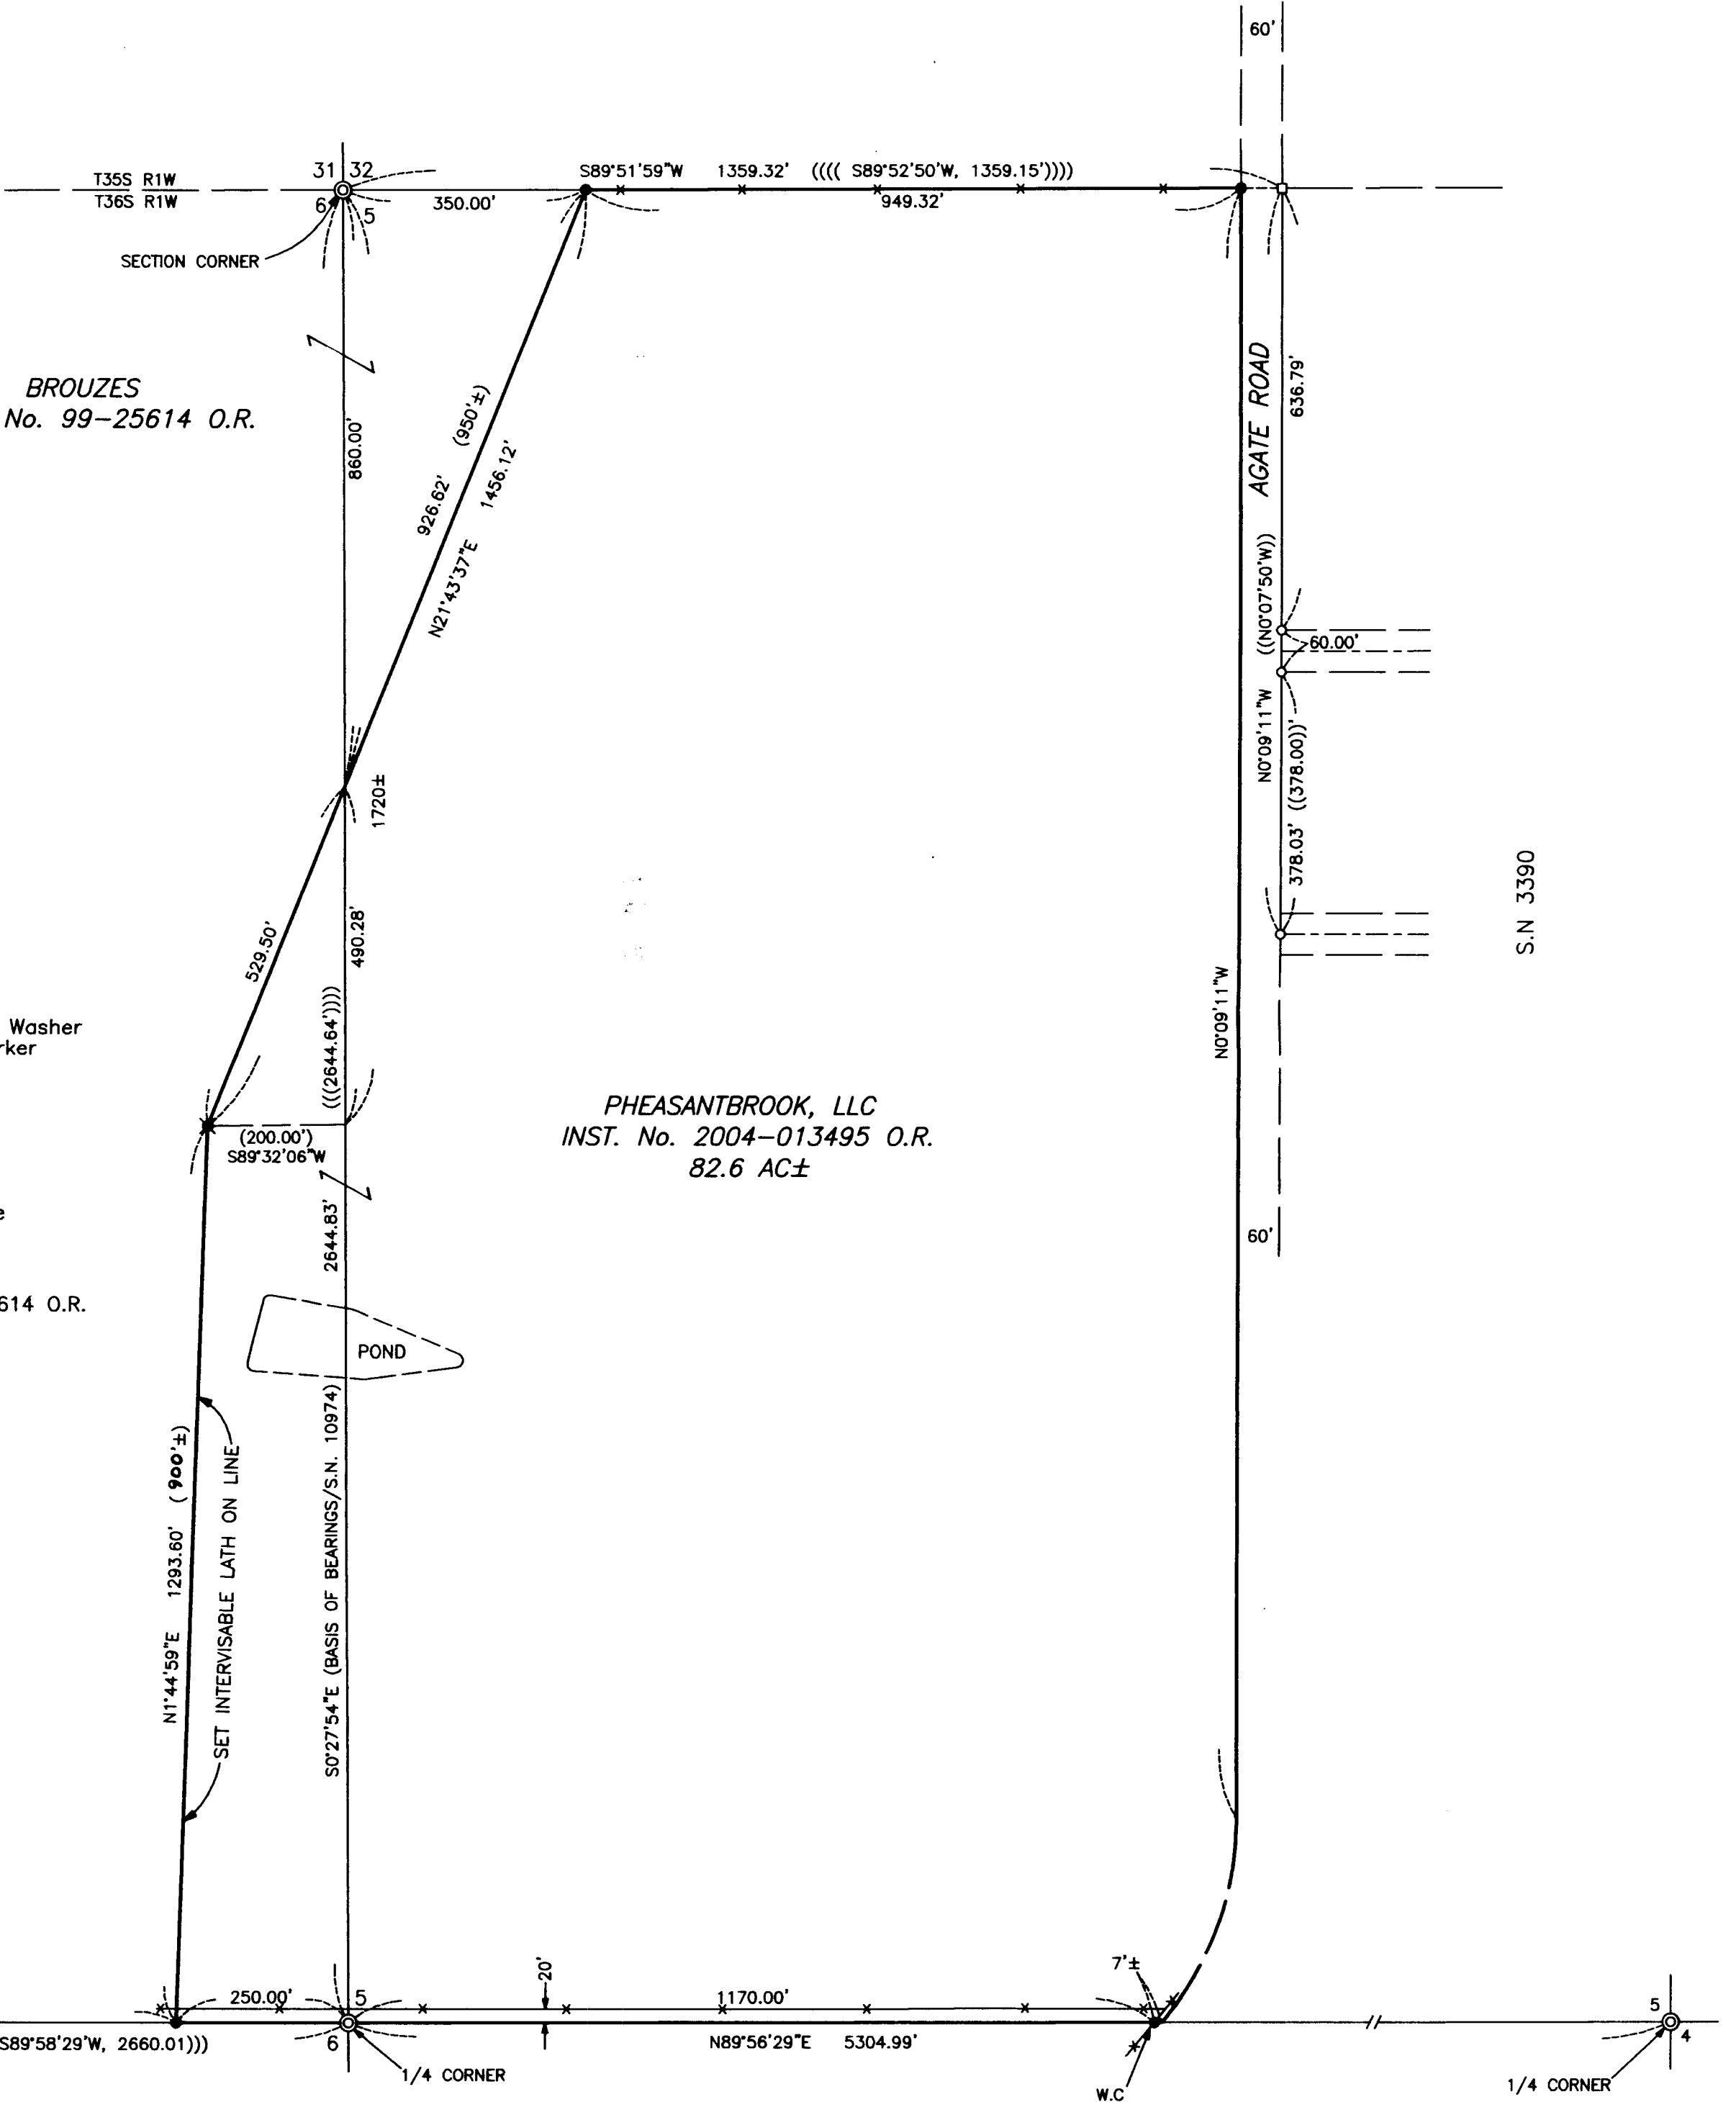 60'
31 32
T35S R1W
T36S R1W
6 5
SECTION CORNER
S89°51'59"W 1359.32' (((( S89°52'50'W, 1359.15'))))
350.00'
949.32'
BROUZES
No. 99-25614 O.R.
860.00'
926.62' (950'±)
N21°43'37"E 1456.12'
AGATE ROAD
636.79'
N0°09'11"W ((N0°07'50"W))
60.00'
378.03' ((378.00))'
S.N 3390
1720±
529.50'
490.28'
(((2644.64'))))
N0°09'11"W
Washer
rker
(200.00')
S89°32'06"W
2644.83'
PHEASANTBROOK, LLC
INST. No. 2004-013495 O.R.
82.6 AC±
60'
e
614 O.R.
POND
N1°44'59"E 1293.60' (900'±)
SET INTERVISABLE LATH ON LINE
S0°27'54"E (BASIS OF BEARINGS/S.N. 10974)
250.00'
5
20'
1170.00'
7'±
5
S89°58'29'W, 2660.01)))
6
N89°56'29"E 5304.99'
4
1/4 CORNER
W.C
1/4 CORNER